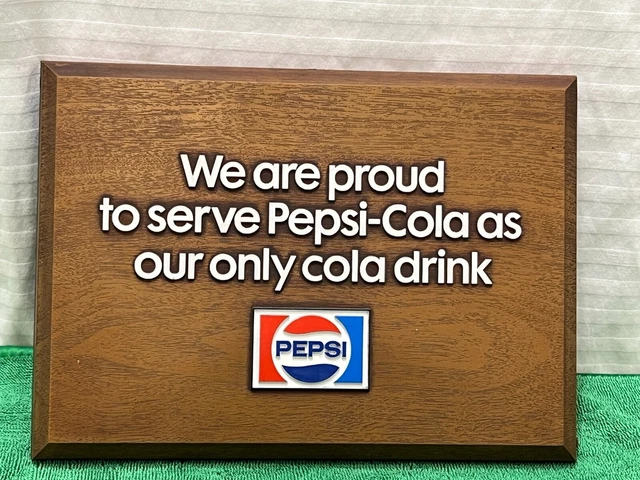 We are proud
to serve Pepsi-Cola as
our only cola drink
PEPSI